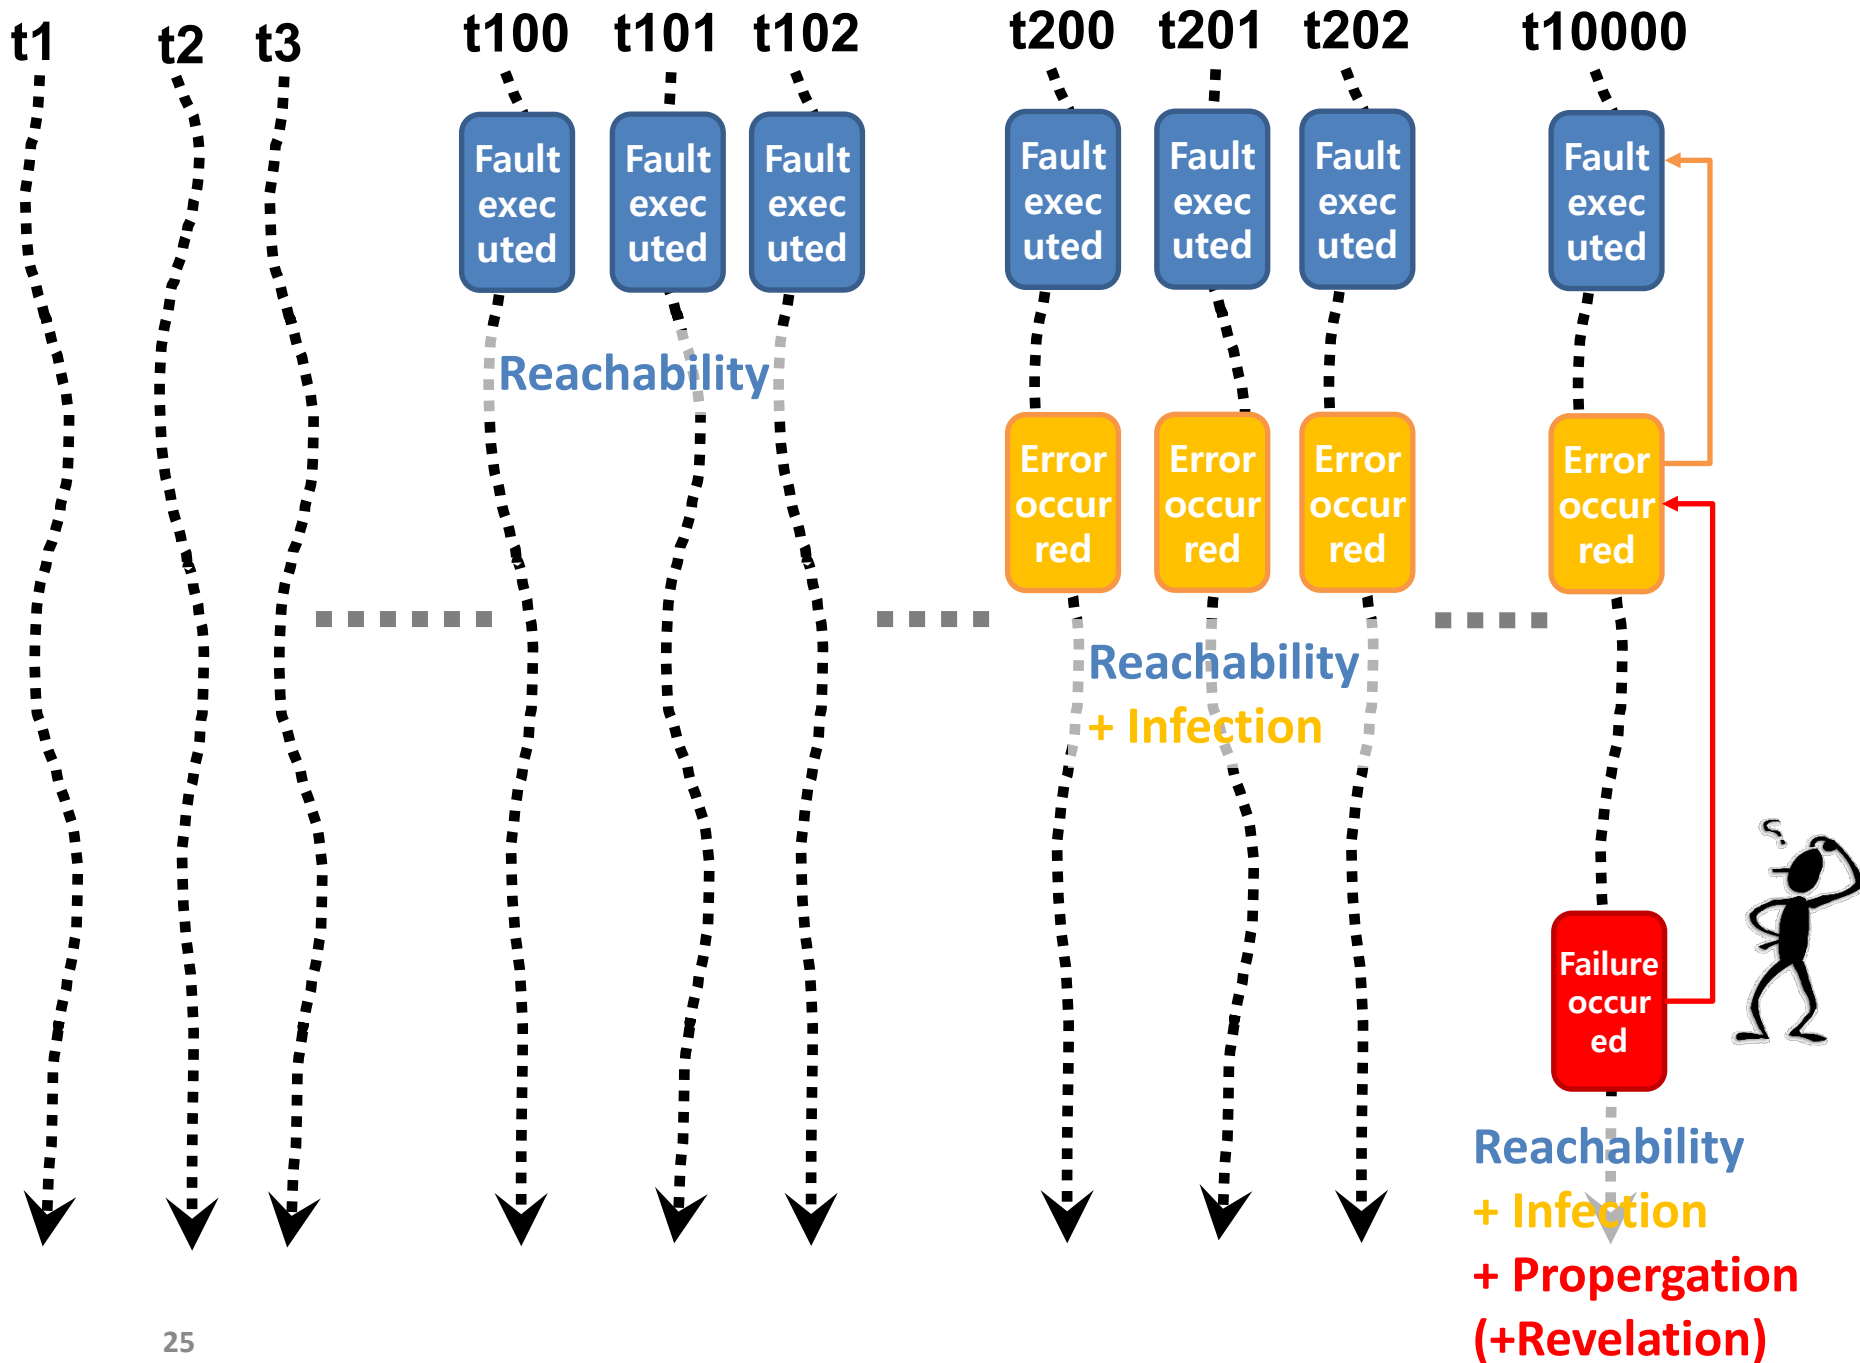 t1
t2
t3
t100
t101
t102
t200
t201
t202
t10000
Fault
exec
uted
Fault
exec
uted
Fault
exec
uted
Fault
exec
uted
Fault
exec
uted
Fault
exec
uted
Fault
exec
uted
Reachability
Error
occur
red
Error
occur
red
Error
occur
red
Error
occur
red
Reachability
+ Infection
Failure
occur
ed
Reachability
+ Infection
+ Propergation
(+Revelation)
25